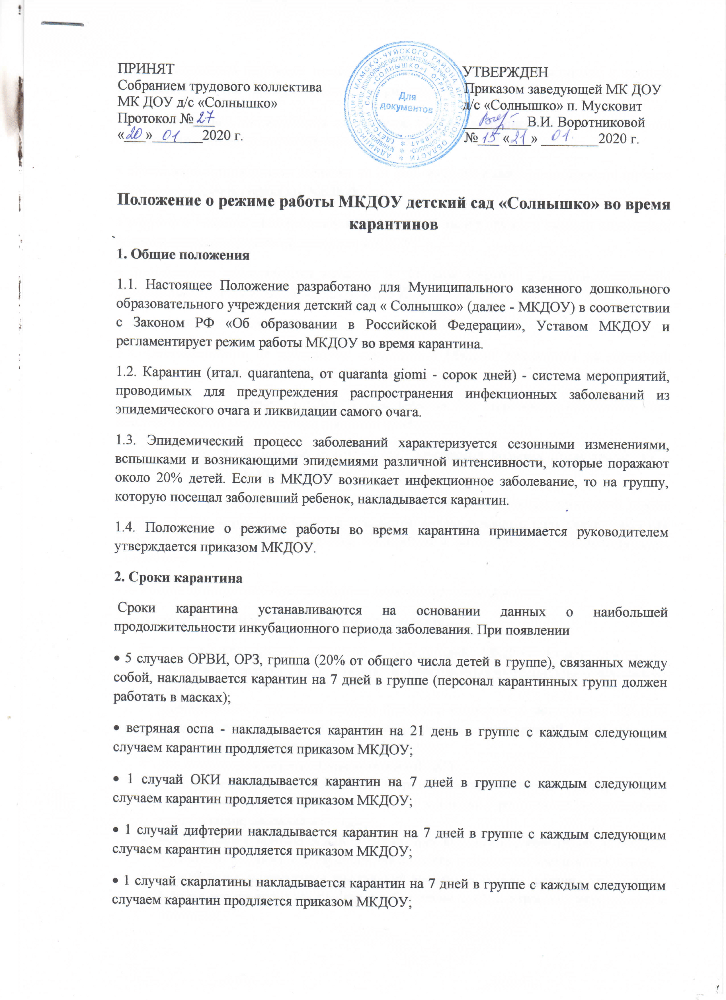 ПРИНЯТ
Собранием трудового коллектива
МК ДОУ д/с «Солнышко»
Протокол № 27
«20» 01 2020 г.
АДМИНИСТРАЦИЯ МАМСКО-ЧУЙСКОГО РАЙОНА ИРКУТСКОЙ ОБЛАСТИ
ДОШКОЛЬНОЕ ОБРАЗОВАТЕЛЬНОЕ УЧРЕЖДЕНИЕ
(ДЕТСКИЙ САД «СОЛНЫШКО») ОГРН
Для
документов
УТВЕРЖДЕН
Приказом заведующей МК ДОУ
д/с «Солнышко» п. Мусковит
В.И. Воротниковой
№ 15 «21» 01. 2020 г.
Положение о режиме работы МКДОУ детский сад «Солнышко» во время
карантинов
1. Общие положения
1.1. Настоящее Положение разработано для Муниципального казенного дошкольного
образовательного учреждения детский сад « Солнышко» (далее - МКДОУ) в соответствии
с Законом РФ «Об образовании в Российской Федерации», Уставом МКДОУ и
регламентирует режим работы МКДОУ во время карантина.
1.2. Карантин (итал. quarantena, от quaranta giomi - сорок дней) - система мероприятий,
проводимых для предупреждения распространения инфекционных заболеваний из
эпидемического очага и ликвидации самого очага.
1.3. Эпидемический процесс заболеваний характеризуется сезонными изменениями,
вспышками и возникающими эпидемиями различной интенсивности, которые поражают
около 20% детей. Если в МКДОУ возникает инфекционное заболевание, то на группу,
которую посещал заболевший ребенок, накладывается карантин.
1.4. Положение о режиме работы во время карантина принимается руководителем
утверждается приказом МКДОУ.
2. Сроки карантина
Сроки карантина устанавливаются на основании данных о наибольшей
продолжительности инкубационного периода заболевания. При появлении
• 5 случаев ОРВИ, ОРЗ, гриппа (20% от общего числа детей в группе), связанных между
собой, накладывается карантин на 7 дней в группе (персонал карантинных групп должен
работать в масках);
• ветряная оспа - накладывается карантин на 21 день в группе с каждым следующим
случаем карантин продляется приказом МКДОУ;
• 1 случай ОКИ накладывается карантин на 7 дней в группе с каждым следующим
случаем карантин продляется приказом МКДОУ;
• 1 случай дифтерии накладывается карантин на 7 дней в группе с каждым следующим
случаем карантин продляется приказом МКДОУ;
• 1 случай скарлатины накладывается карантин на 7 дней в группе с каждым следующим
случаем карантин продляется приказом МКДОУ;